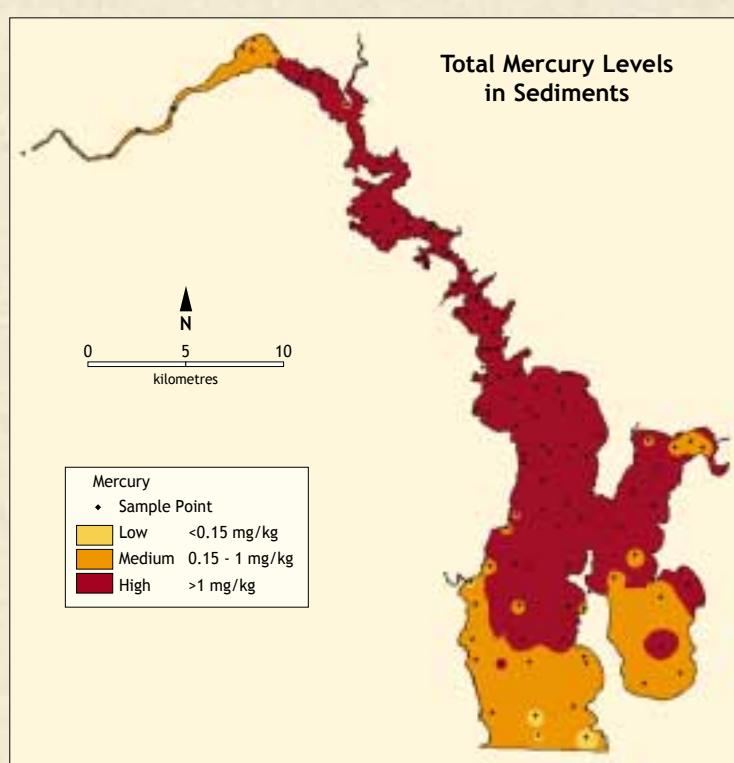 Total Mercury Levels
in Sediments
N
0 5 10
kilometres
Mercury
Sample Point
Low <0.15 mg/kg
Medium 0.15 - 1 mg/kg
High >1 mg/kg